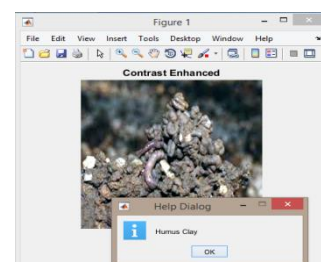 Figure 1
File Edit View Insert Tools Desktop Window Help
Contrast Enhanced
Help Dialog
Humus Clay
OK